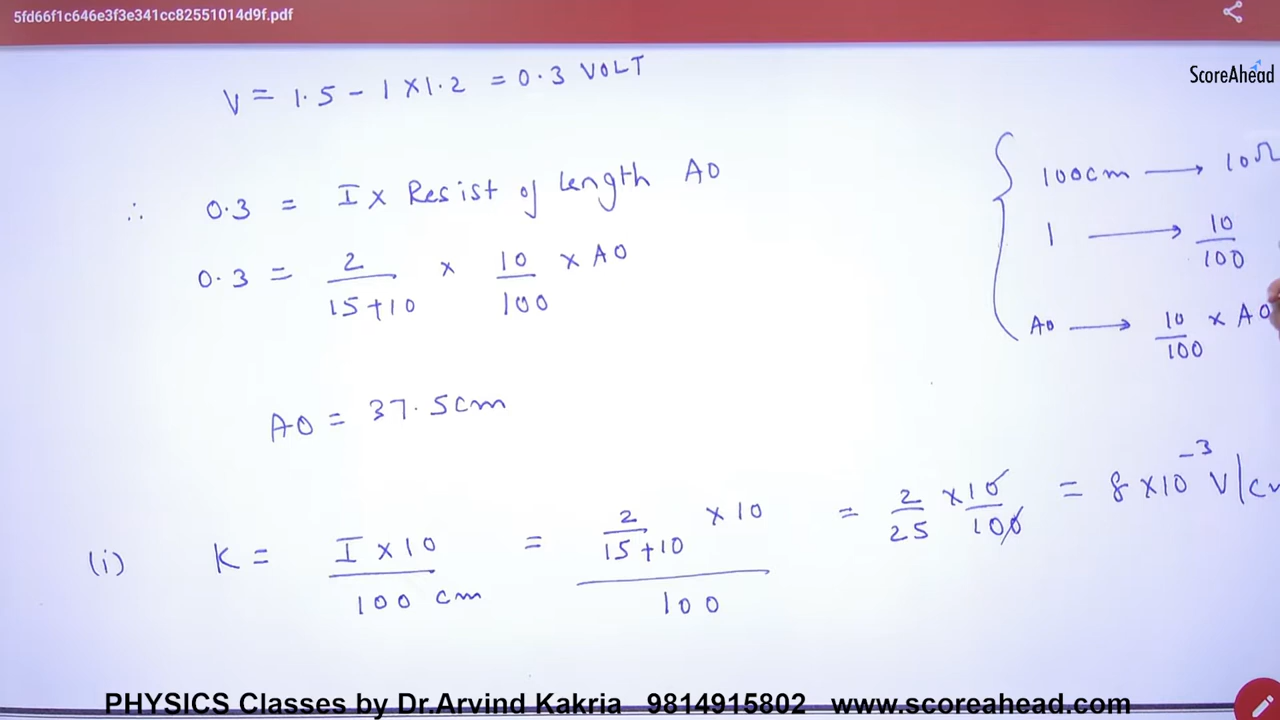 5fd66f1c646e3f3e341cc82551014d9f.pdf
ScoreAhead
V = 1.5 - 1 X 1.2 = 0.3 VOLT
∴ 0.3 = I X Resist of length AO
0.3 = 2/(15+10) x 10/100 x AO
100cm → 10Ω
1 → 10/100
AO → 10/100 x AO
AO = 37.5cm
(i) K = (I x 10)/(100 cm) = (2/(15+10) x 10)/100 = 2/25 x 10/100 = 8 x 10⁻³ V/cm
PHYSICS Classes by Dr.Arvind Kakria 9814915802 www.scoreahead.com